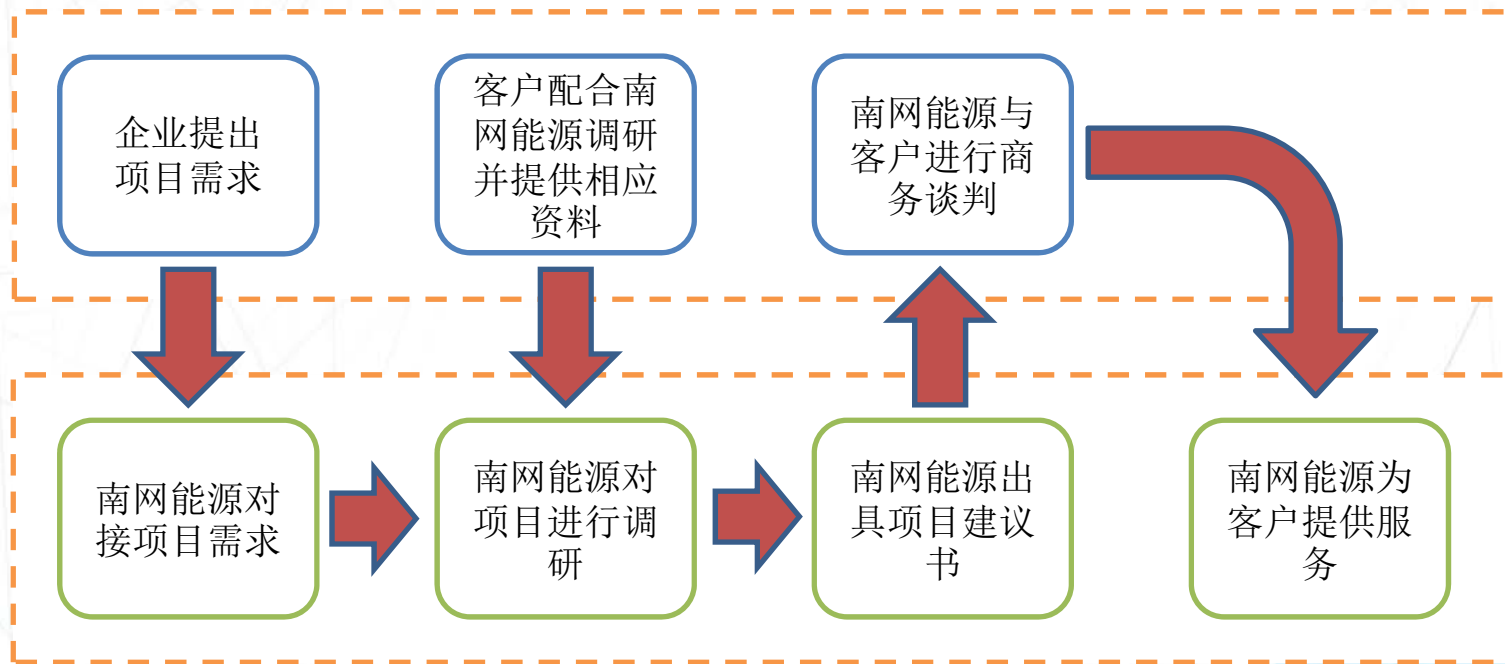 企业提出
项目需求
客户配合南
网能源调研
并提供相应
资料
南网能源与
客户进行商
务谈判
南网能源对
接项目需求
南网能源对
项目进行调
研
南网能源出
具项目建议
书
南网能源为
客户提供服
务